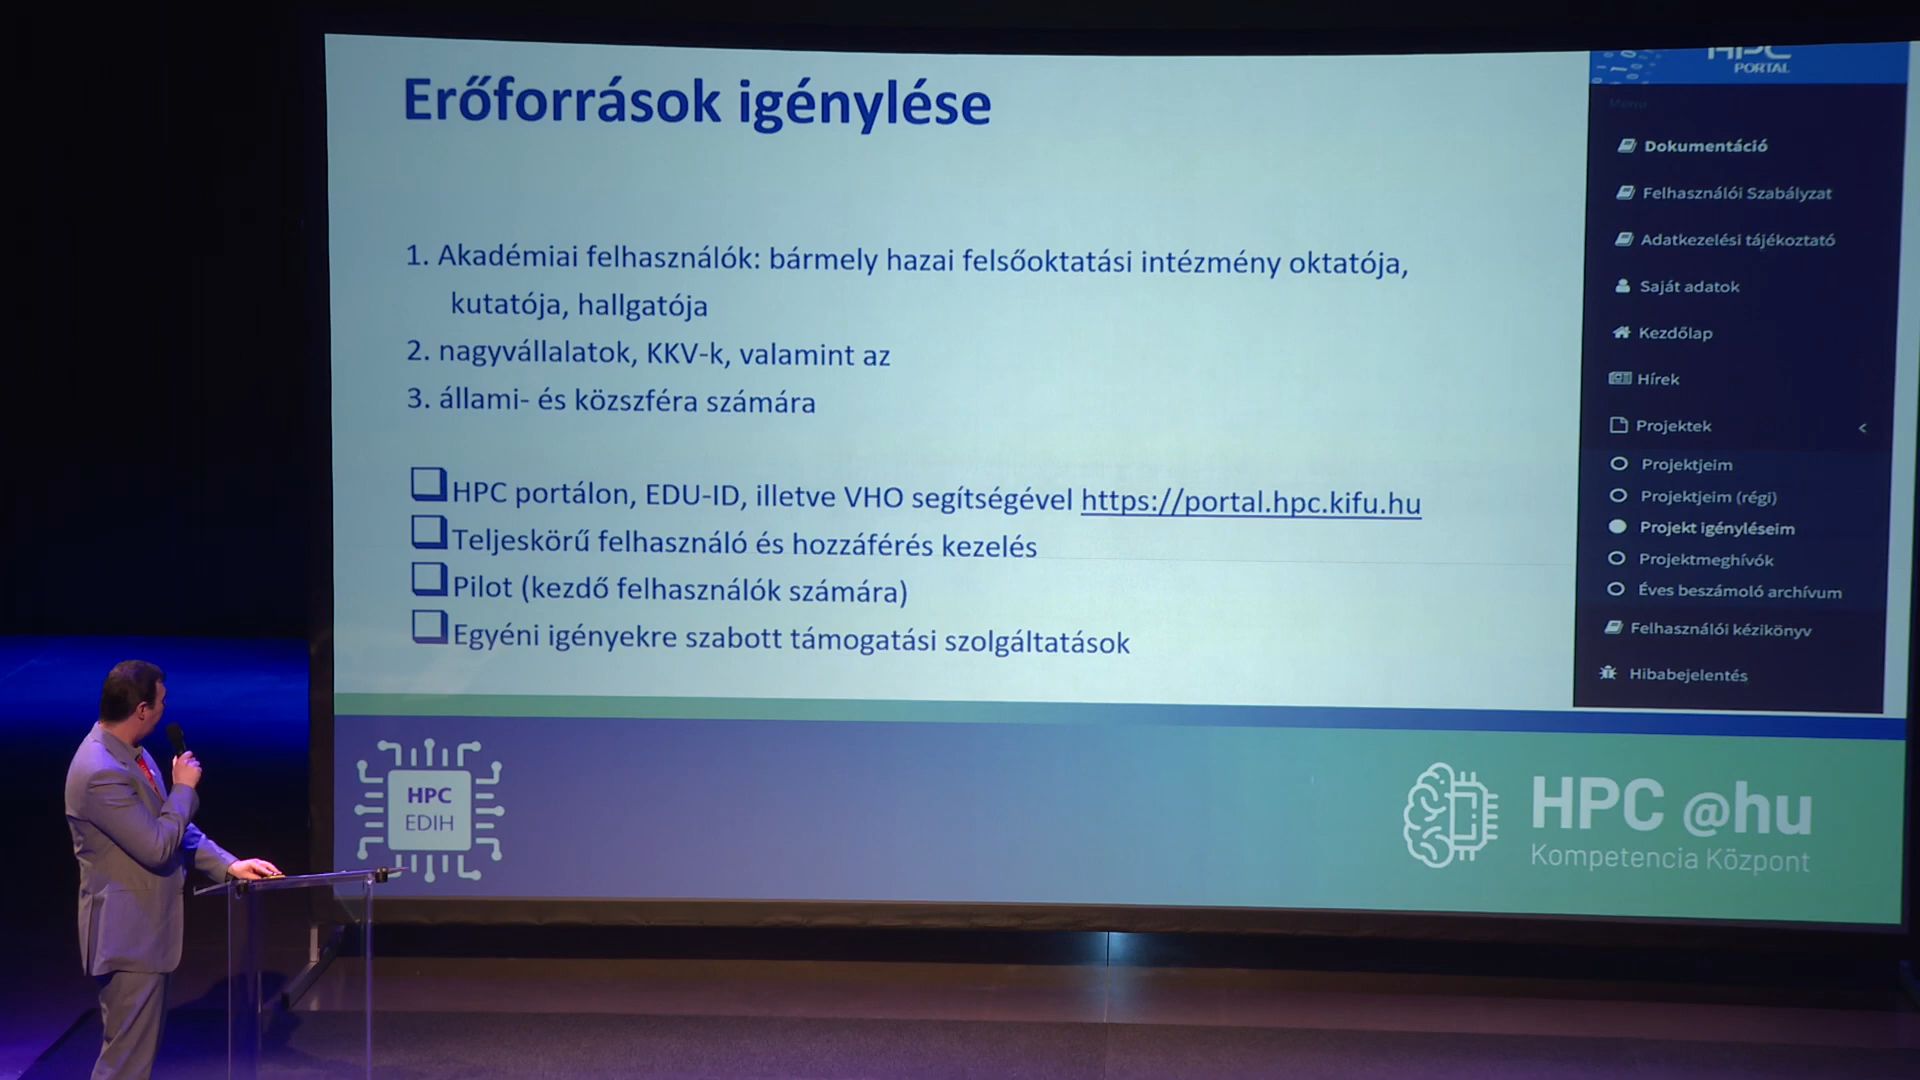 Erőforrások igénylése
1. Akadémiai felhasználók: bármely hazai felsőoktatási intézmény oktatója,
kutatója, hallgatója
2. nagyvállalatok, KKV-k, valamint az
3. állami- és közszféra számára
HPC portálon, EDU-ID, illetve VHO segítségével https://portal.hpc.kifu.hu
Teljeskörű felhasználó és hozzáférés kezelés
Pilot (kezdő felhasználók számára)
Egyéni igényekre szabott támogatási szolgáltatások
HPC
PORTAL
Menü
Dokumentáció
Felhasználói Szabályzat
Adatkezelési tájékoztató
Saját adatok
Kezdőlap
Hírek
Projektek
Projektjeim
Projektjeim (régi)
Projekt igényléseim
Projektmeghívók
Éves beszámoló archívum
Felhasználói kézikönyv
Hibabejelentés
HPC
EDIH
HPC @hu
Kompetencia Központ